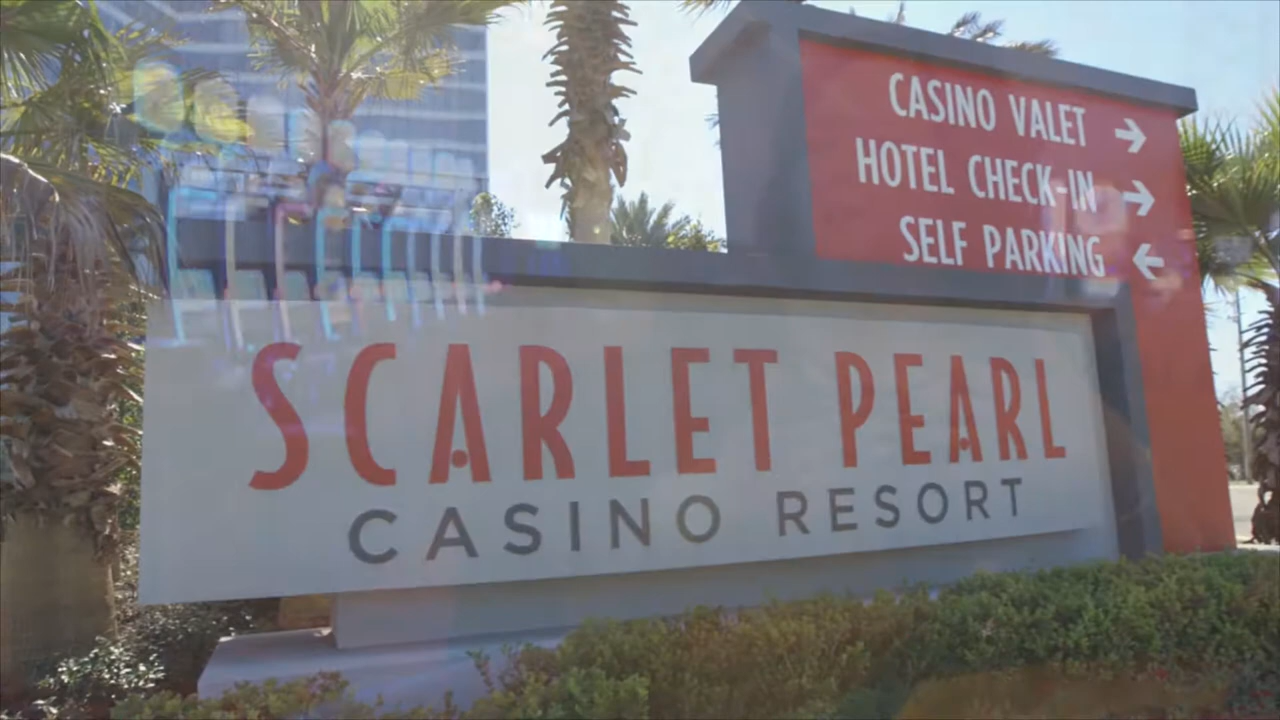 CASINO VALET →
HOTEL CHECK-IN →
SELF PARKING ←
SCARLET PEARL
CASINO RESORT